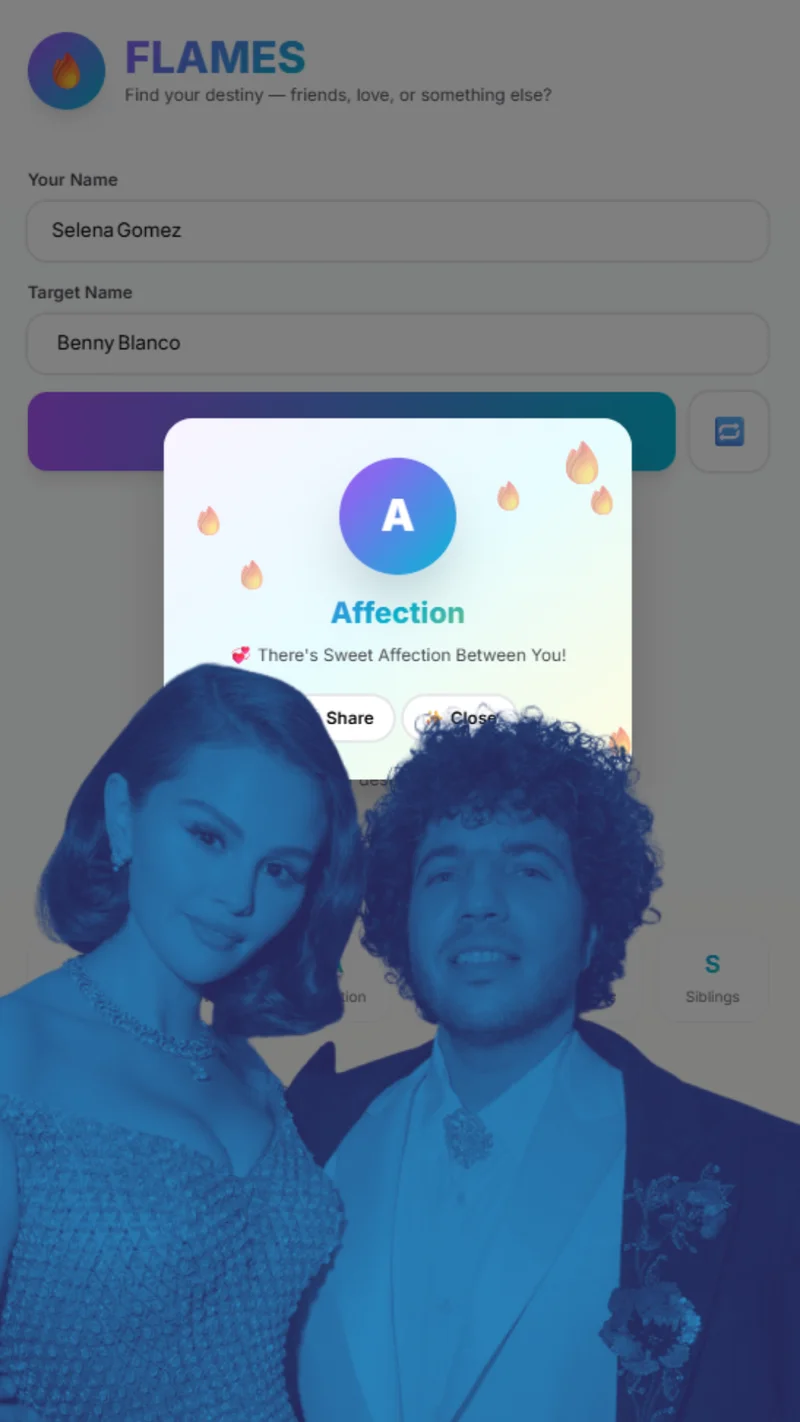 FLAMES
Find your destiny — friends, love, or something else?
Your Name
Selena Gomez
Target Name
Benny Blanco
A
Affection
💞 There's Sweet Affection Between You!
Share
✨ Close
S
Siblings